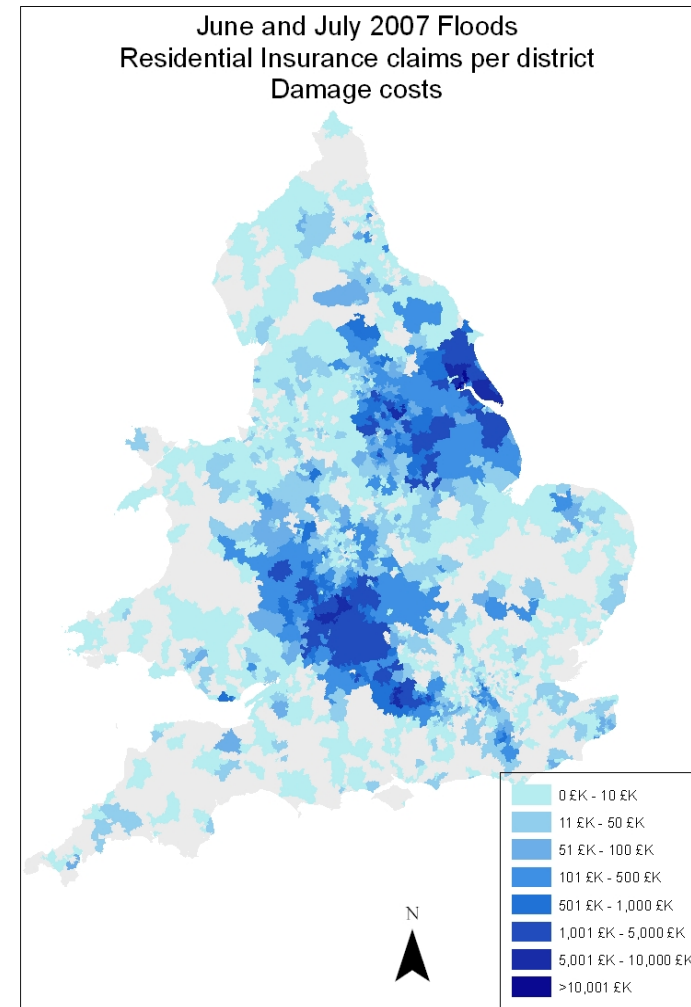 June and July 2007 Floods
Residential Insurance claims per district
Damage costs
N
0 £K - 10 £K
11 £K - 50 £K
51 £K - 100 £K
101 £K - 500 £K
501 £K - 1,000 £K
1,001 £K - 5,000 £K
5,001 £K - 10,000 £K
>10,001 £K